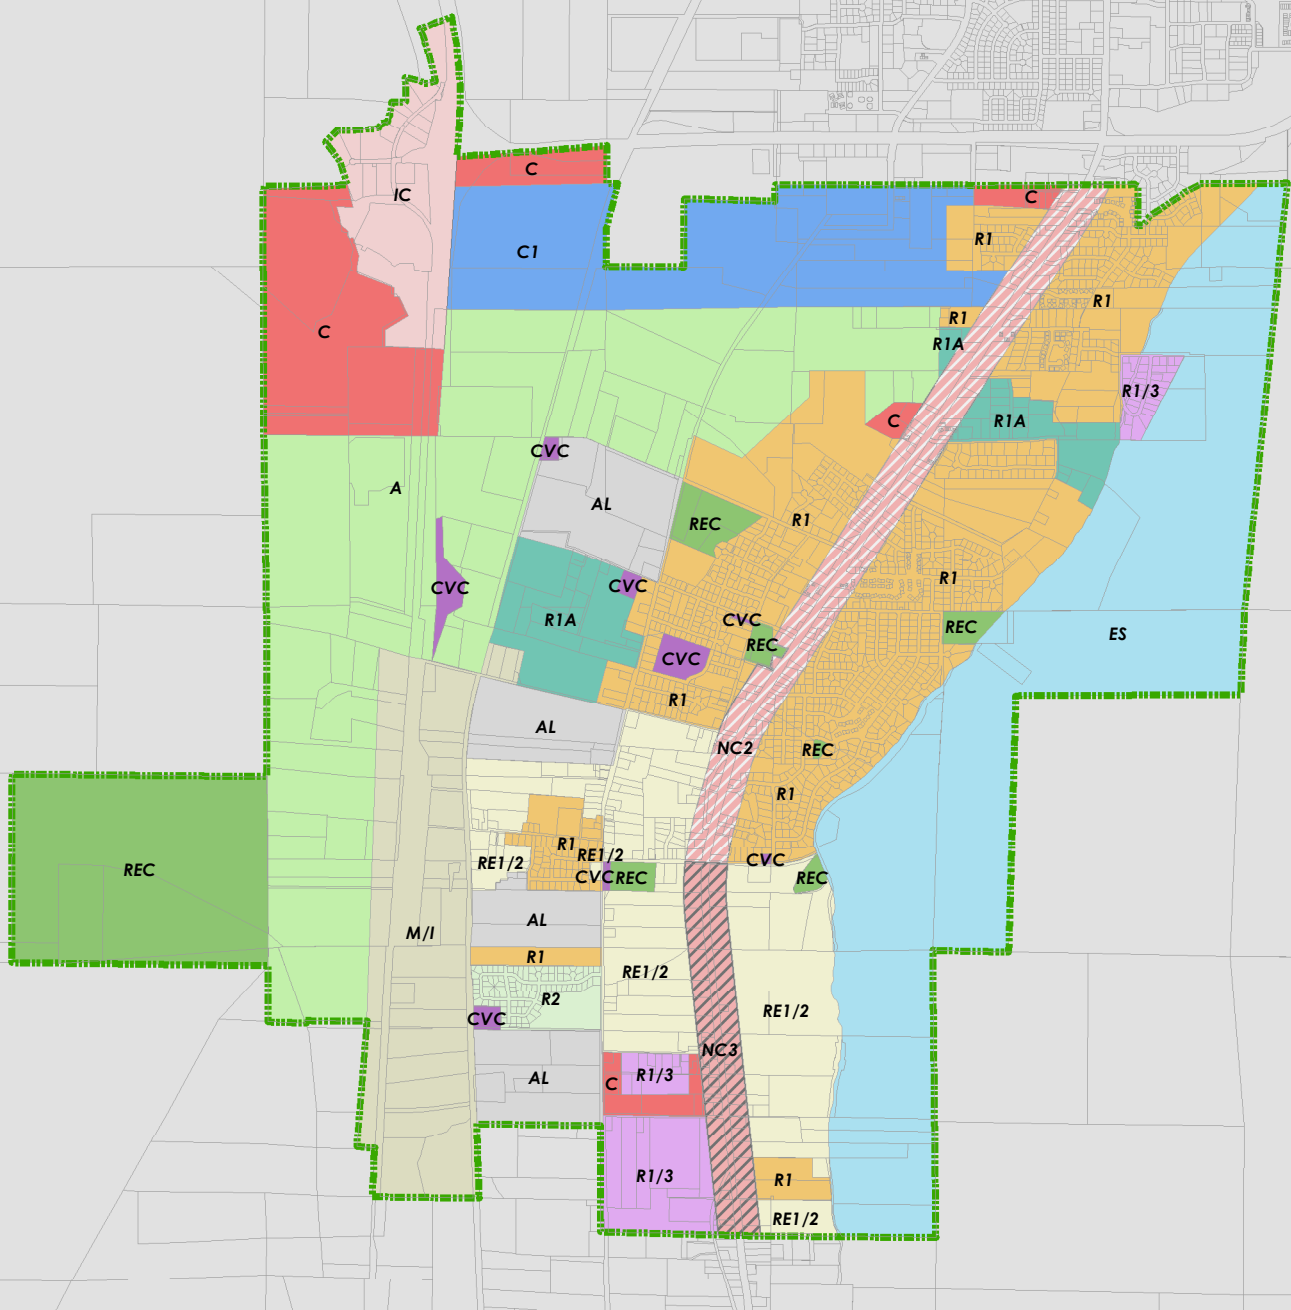 C
IC
C
R1
C1
R1
R1
C
R1A
R1/3
C
R1A
CVC
A
AL
R1
REC
R1
CVC
CVC
R1A
CVC
REC
ES
REC
CVC
R1
AL
NC2
REC
R1
R1
RE1/2
RE1/2
CVC
REC
CVC
REC
REC
AL
M/I
R1
RE1/2
R2
RE1/2
CVC
NC3
R1/3
AL
C
R1/3
R1
RE1/2